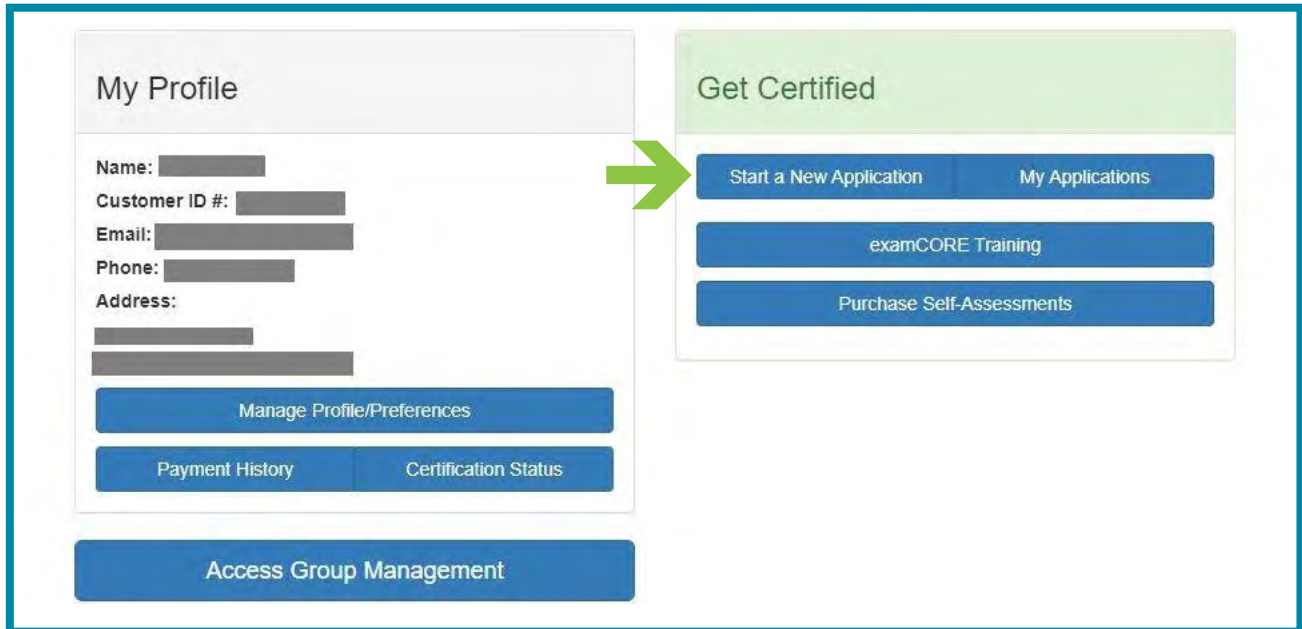 My Profile
Name:
Customer ID #:
Email:
Phone:
Address:
Manage Profile/Preferences
Payment History
Certification Status
Access Group Management
Get Certified
Start a New Application
My Applications
examCORE Training
Purchase Self-Assessments